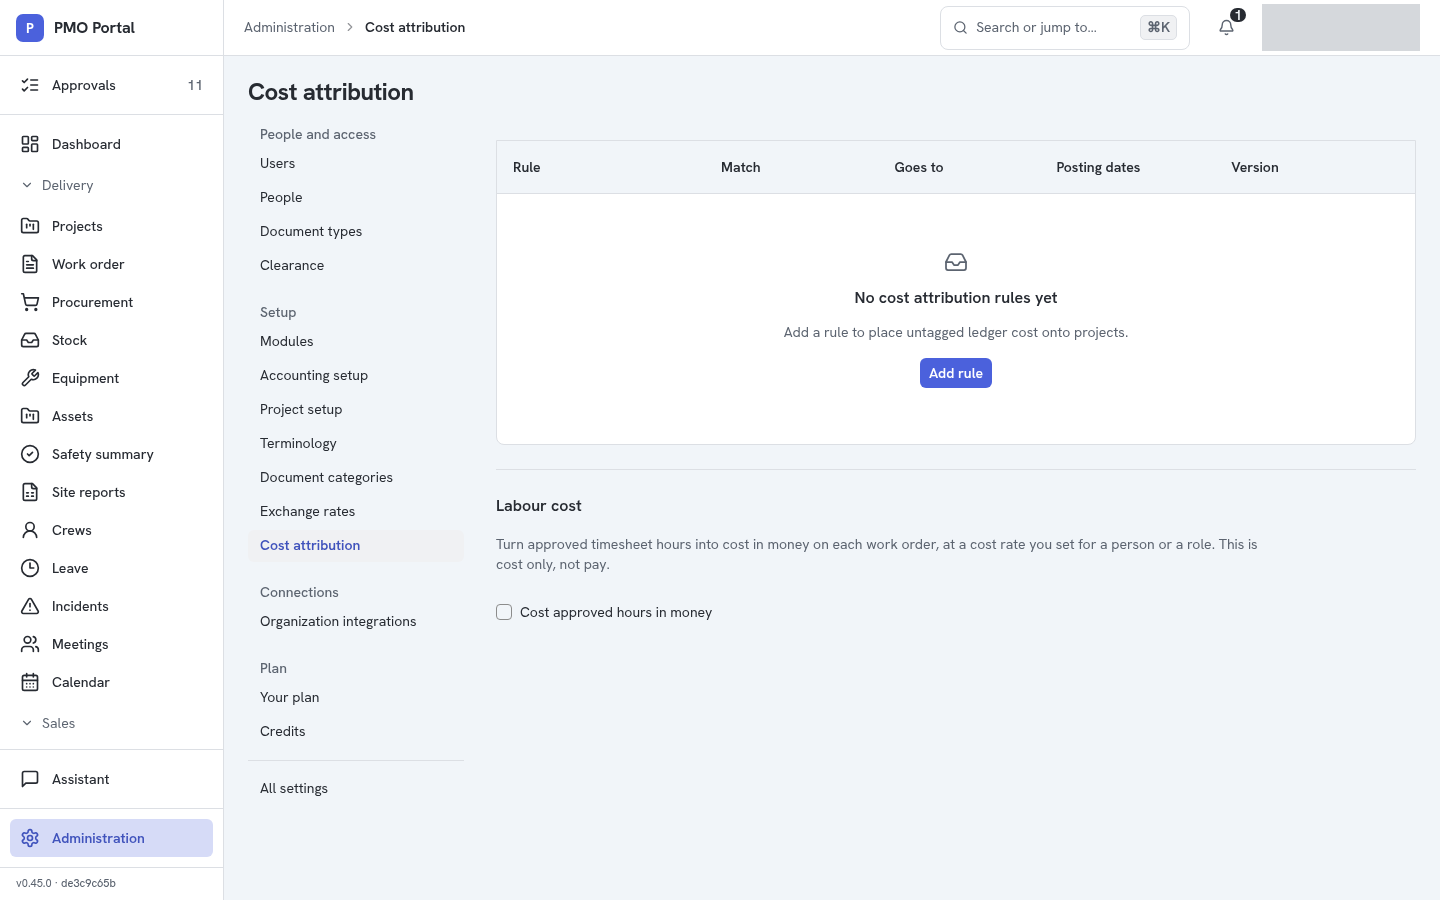 P PMO Portal
Administration > Cost attribution
Search or jump to...
⌘K
1
Approvals 11
Dashboard
Delivery
Projects
Work order
Procurement
Stock
Equipment
Assets
Safety summary
Site reports
Crews
Leave
Incidents
Meetings
Calendar
Sales
Assistant
Administration
v0.45.0 · de3c9c65b
Cost attribution
People and access
Users
People
Document types
Clearance
Setup
Modules
Accounting setup
Project setup
Terminology
Document categories
Exchange rates
Cost attribution
Connections
Organization integrations
Plan
Your plan
Credits
All settings
Rule Match Goes to Posting dates Version
No cost attribution rules yet
Add a rule to place untagged ledger cost onto projects.
Add rule
Labour cost
Turn approved timesheet hours into cost in money on each work order, at a cost rate you set for a person or a role. This is
cost only, not pay.
Cost approved hours in money